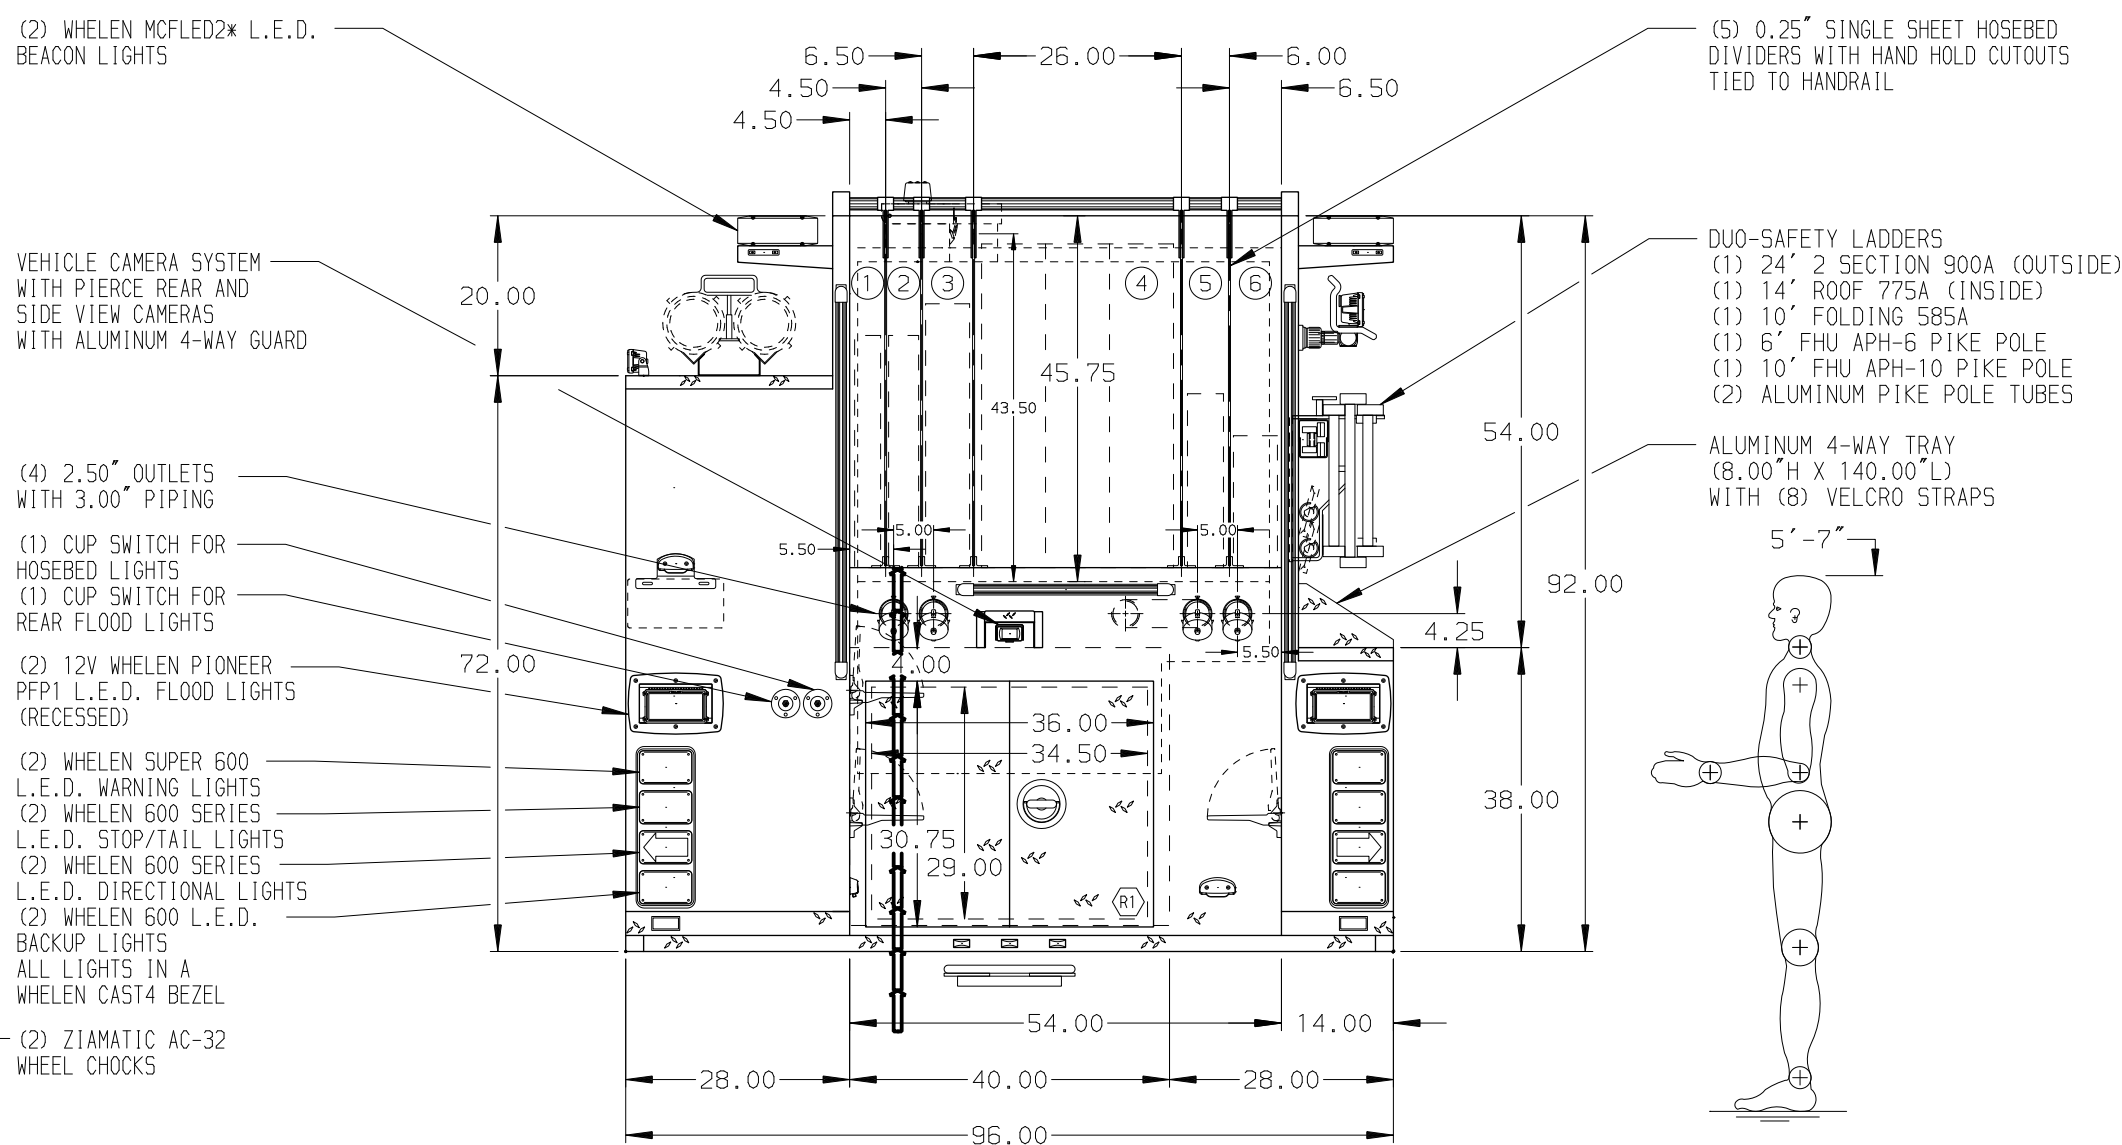 (2) WHELEN MCFLED2* L.E.D.
BEACON LIGHTS
VEHICLE CAMERA SYSTEM
WITH PIERCE REAR AND
SIDE VIEW CAMERAS
WITH ALUMINUM 4-WAY GUARD
(4) 2.50" OUTLETS
WITH 3.00" PIPING
(1) CUP SWITCH FOR
HOSEBED LIGHTS
(1) CUP SWITCH FOR
REAR FLOOD LIGHTS
(2) 12V WHELEN PIONEER
PFP1 L.E.D. FLOOD LIGHTS
(RECESSED)
(2) WHELEN SUPER 600
L.E.D. WARNING LIGHTS
(2) WHELEN 600 SERIES
L.E.D. STOP/TAIL LIGHTS
(2) WHELEN 600 SERIES
L.E.D. DIRECTIONAL LIGHTS
(2) WHELEN 600 L.E.D.
BACKUP LIGHTS
ALL LIGHTS IN A
WHELEN CAST4 BEZEL
(2) ZIAMATIC AC-32
WHEEL CHOCKS
6.50
26.00
6.00
4.50
6.50
4.50
20.00
1
2
3
4
5
6
45.75
43.50
54.00
5.00
5.00
5.50
92.00
4.25
72.00
4.00
5.50
36.00
34.50
38.00
30.75
29.00
R1
54.00
14.00
28.00
40.00
28.00
96.00
(5) 0.25" SINGLE SHEET HOSEBED
DIVIDERS WITH HAND HOLD CUTOUTS
TIED TO HANDRAIL
DUO-SAFETY LADDERS
(1) 24' 2 SECTION 900A (OUTSIDE)
(1) 14' ROOF 775A (INSIDE)
(1) 10' FOLDING 585A
(1) 6' FHU APH-6 PIKE POLE
(1) 10' FHU APH-10 PIKE POLE
(2) ALUMINUM PIKE POLE TUBES
ALUMINUM 4-WAY TRAY
(8.00"H X 140.00"L)
WITH (8) VELCRO STRAPS
5'-7"